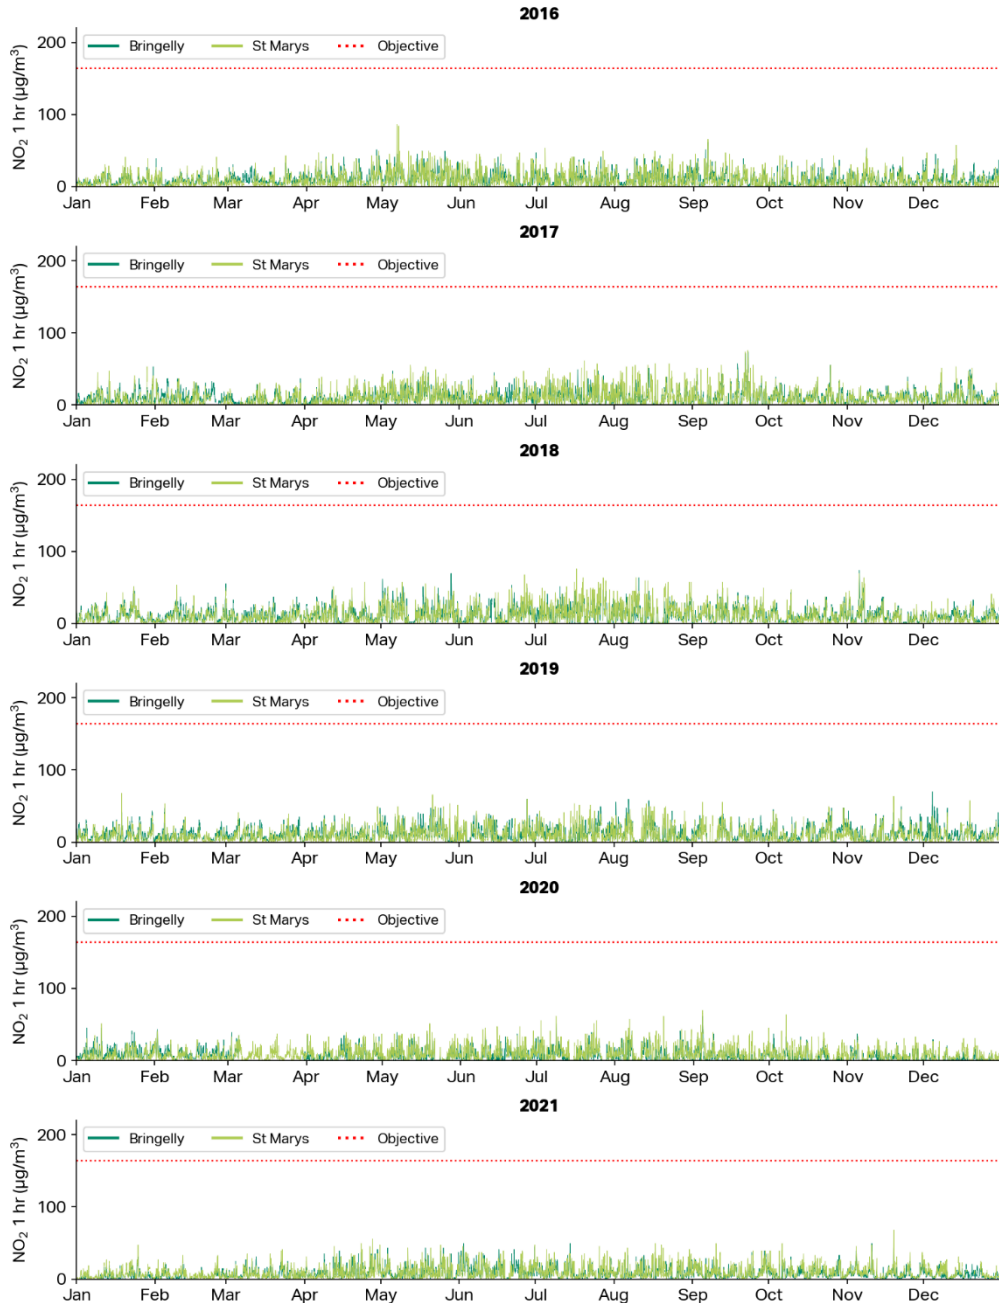 2016
NO₂ 1 hr (µg/m³)
200
100
0
Bringelly St Marys Objective
Jan Feb Mar Apr May Jun Jul Aug Sep Oct Nov Dec
2017
NO₂ 1 hr (µg/m³)
200
100
0
Bringelly St Marys Objective
Jan Feb Mar Apr May Jun Jul Aug Sep Oct Nov Dec
2018
NO₂ 1 hr (µg/m³)
200
100
0
Bringelly St Marys Objective
Jan Feb Mar Apr May Jun Jul Aug Sep Oct Nov Dec
2019
NO₂ 1 hr (µg/m³)
200
100
0
Bringelly St Marys Objective
Jan Feb Mar Apr May Jun Jul Aug Sep Oct Nov Dec
2020
NO₂ 1 hr (µg/m³)
200
100
0
Bringelly St Marys Objective
Jan Feb Mar Apr May Jun Jul Aug Sep Oct Nov Dec
2021
NO₂ 1 hr (µg/m³)
200
100
0
Bringelly St Marys Objective
Jan Feb Mar Apr May Jun Jul Aug Sep Oct Nov Dec